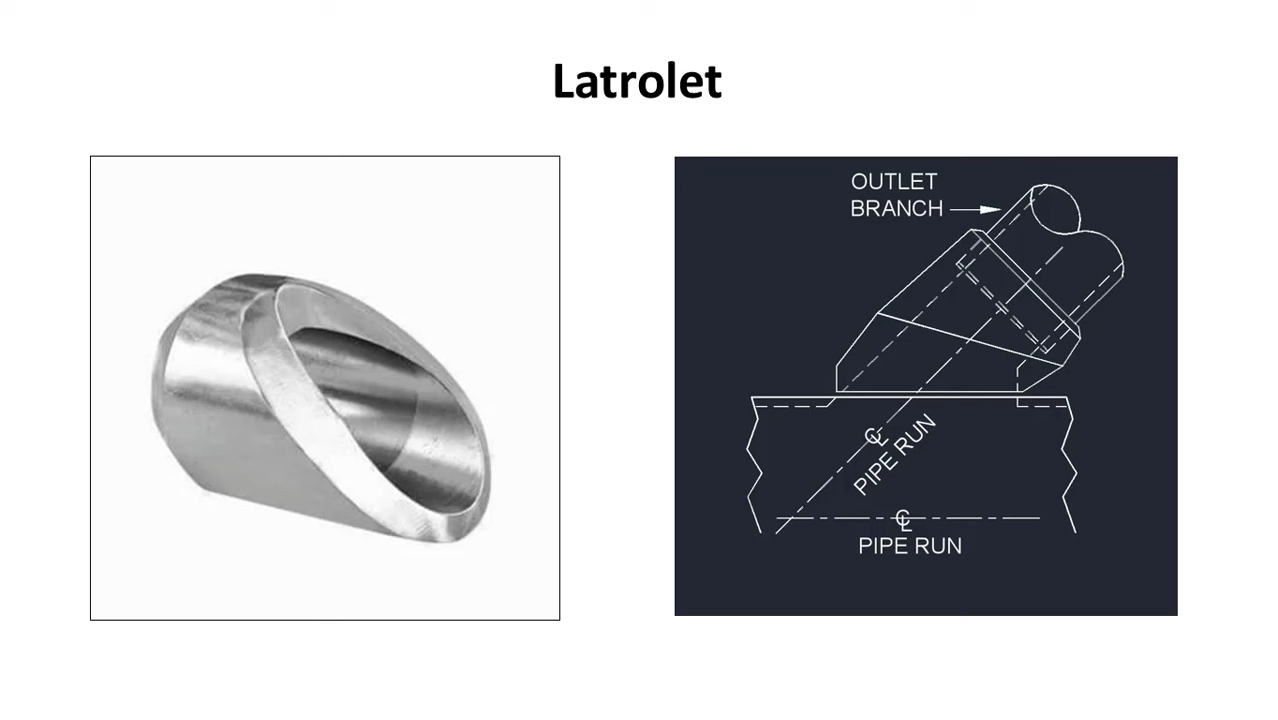 Latrolet
OUTLET
BRANCH
℄
PIPE RUN
℄
PIPE RUN